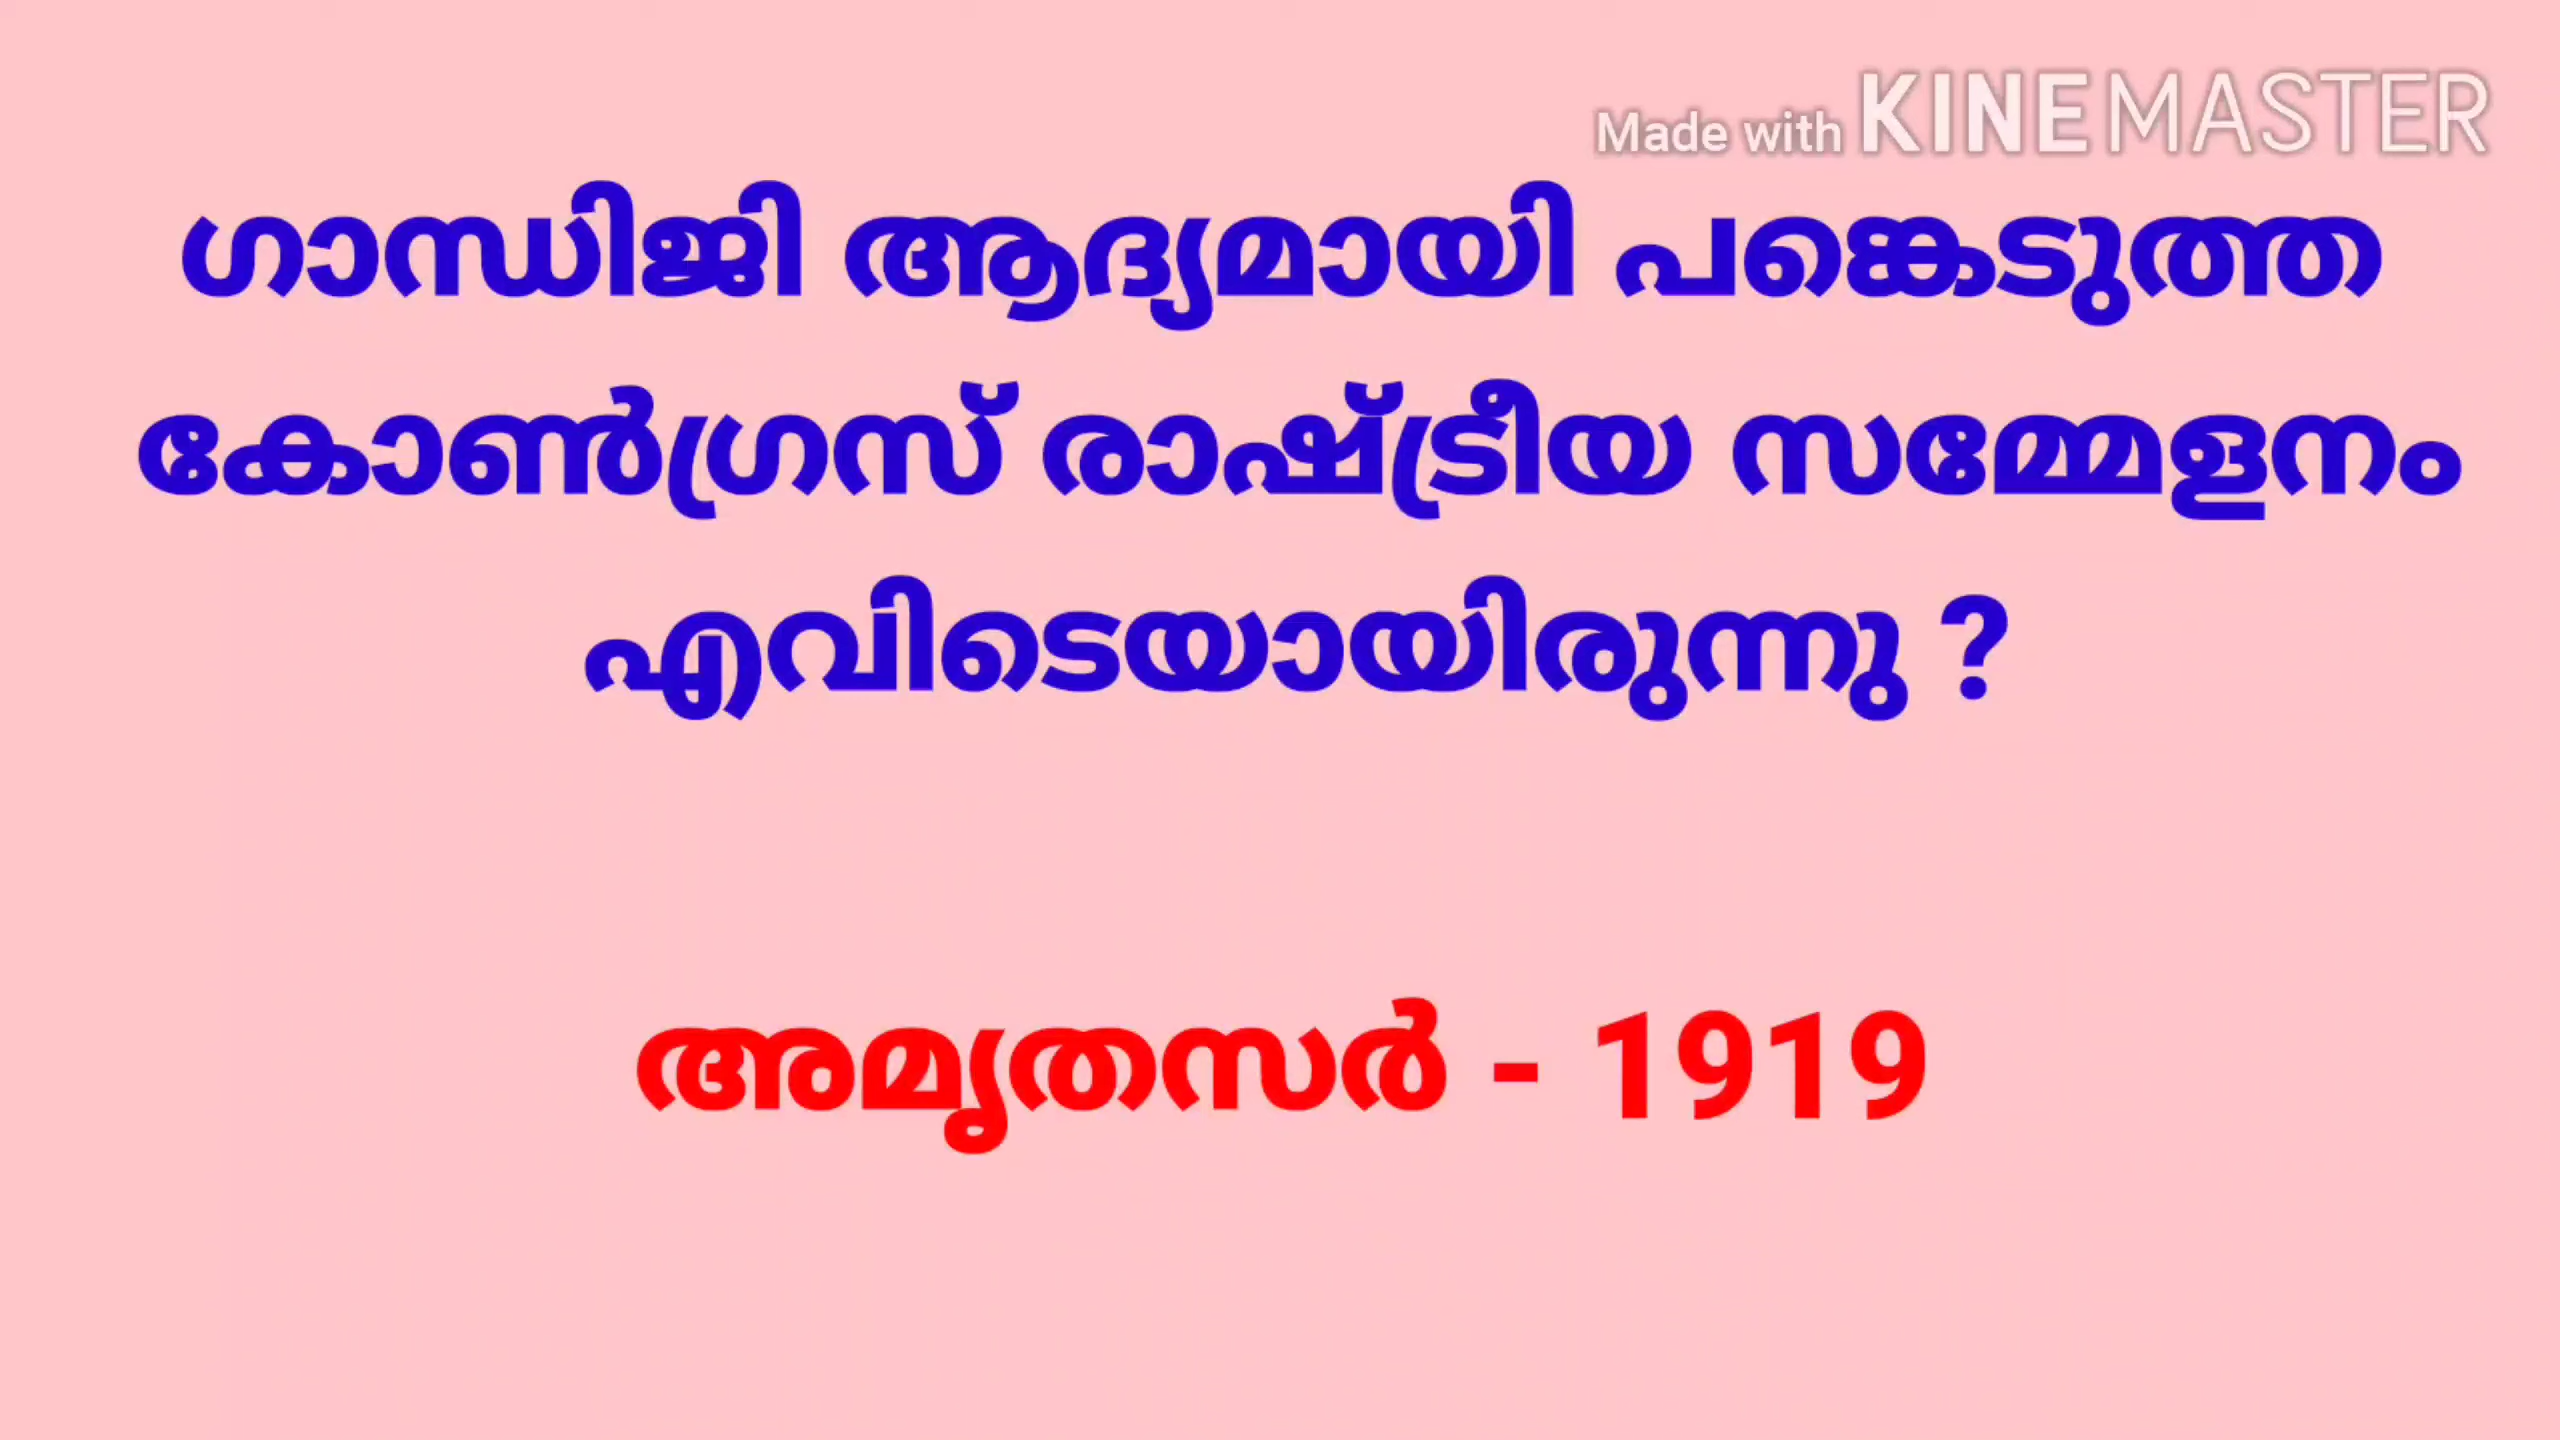 Made with KINEMASTER
ഗാന്ധിജി ആദ്യമായി പങ്കെടുത്ത
കോൺഗ്രസ് രാഷ്ട്രീയ സമ്മേളനം
എവിടെയായിരുന്നു ?
അമൃതസർ - 1919